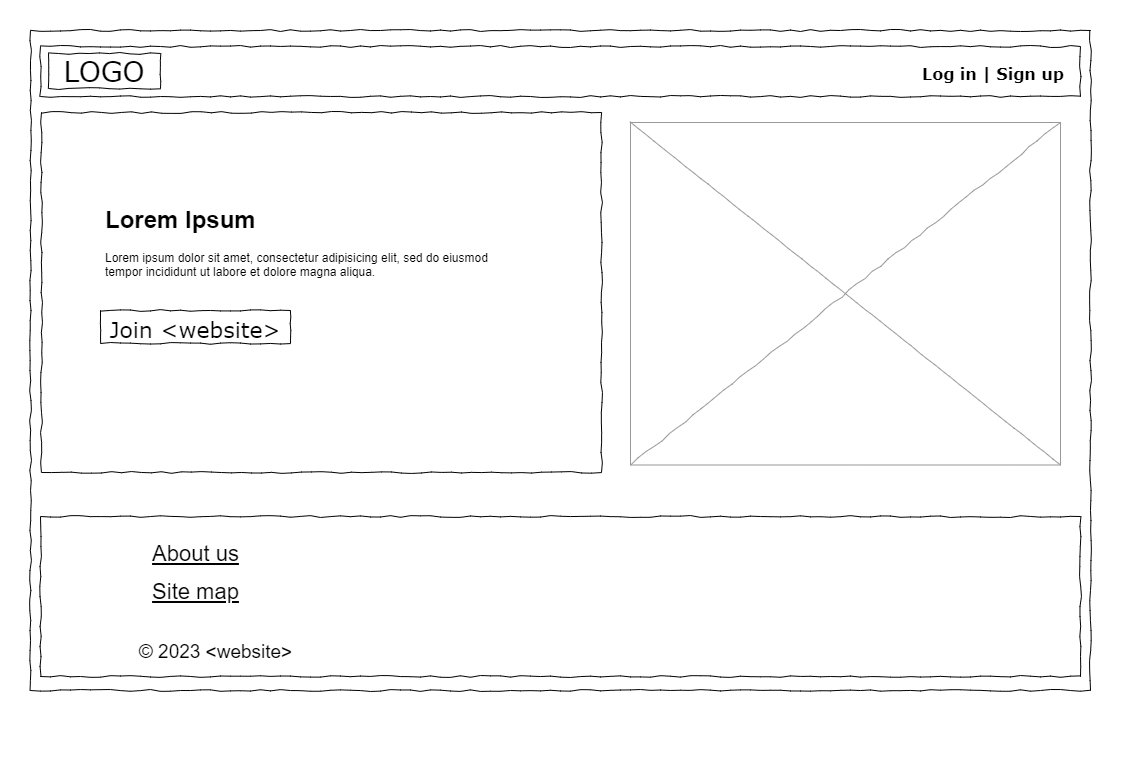 LOGO
Log in | Sign up
Lorem Ipsum
Lorem ipsum dolor sit amet, consectetur adipisicing elit, sed do eiusmod
tempor incididunt ut labore et dolore magna aliqua.
Join <website>
About us
Site map
© 2023 <website>